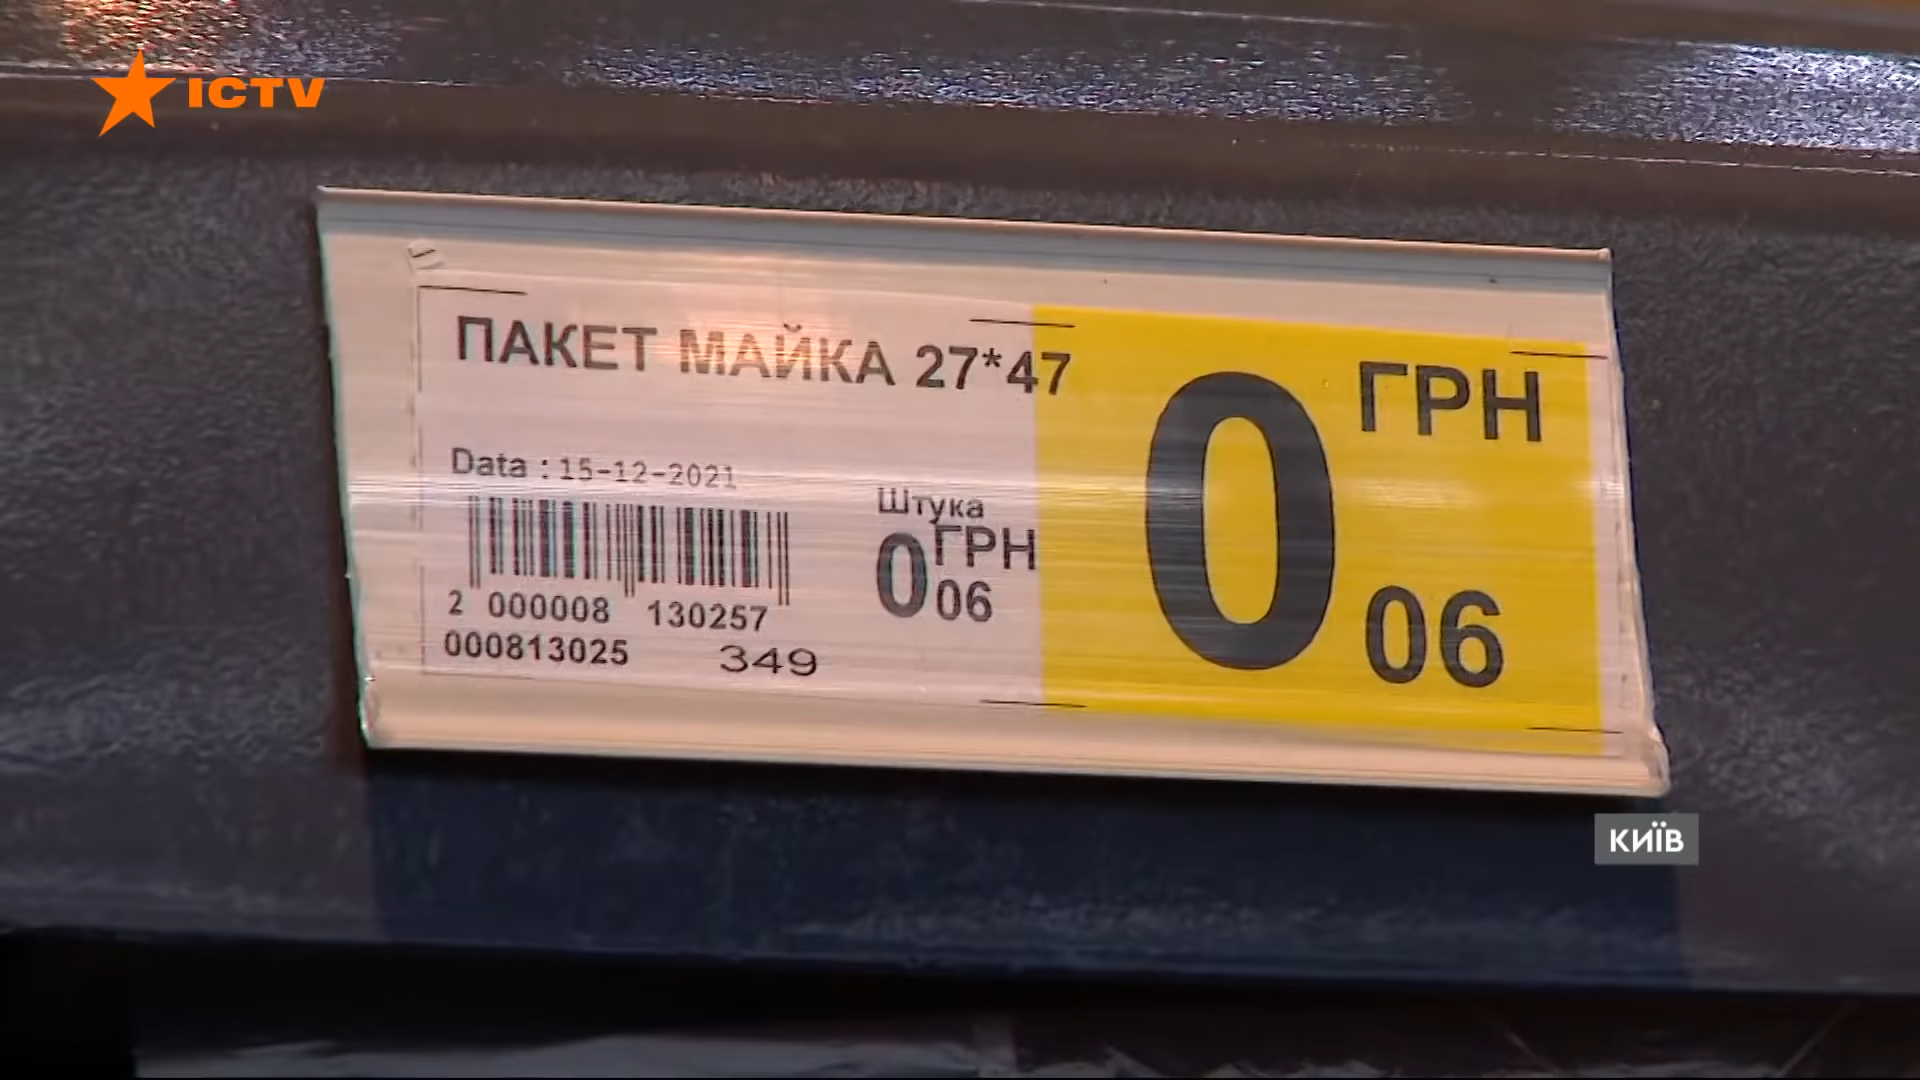 ICTV
ПАКЕТ МАЙКА 27*47
Data : 15-12-2021
2 000008 130257
000813025 349
Штука
0 ГРН 06
0 ГРН 06
КИЇВ